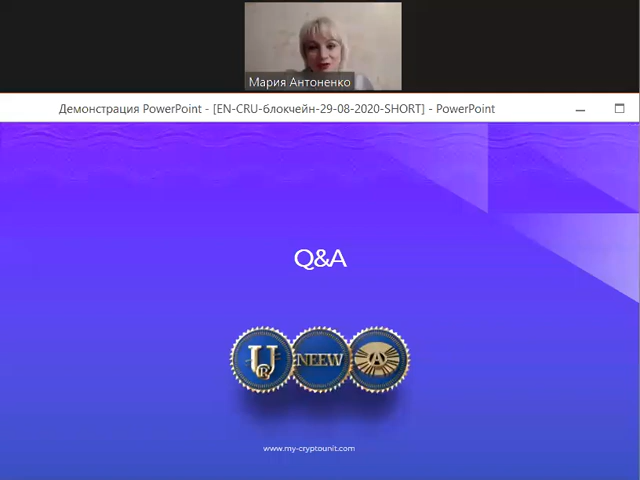 Мария Антоненко
Демонстрация PowerPoint - [EN-CRU-блокчейн-29-08-2020-SHORT] - PowerPoint
Q&A
U
R
NEEW
A
www.my-cryptounit.com